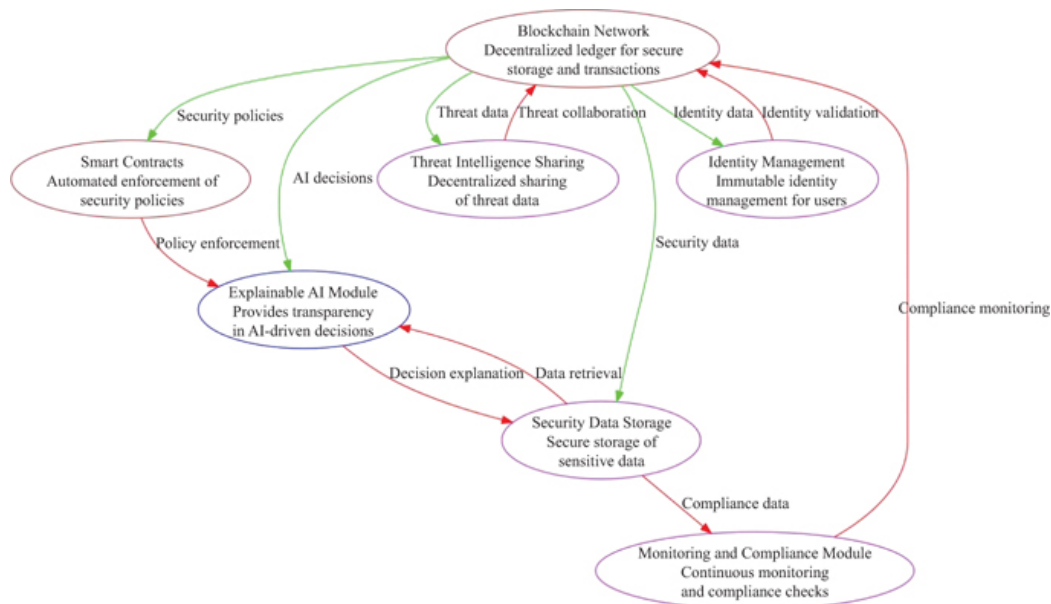 Blockchain Network
Decentralized ledger for secure
storage and transactions
Security policies
Threat data
Threat collaboration
Identity data
Identity validation
Smart Contracts
Automated enforcement of
security policies
AI decisions
Threat Intelligence Sharing
Decentralized sharing
of threat data
Identity Management
Immutable identity
management for users
Policy enforcement
Security data
Explainable AI Module
Provides transparency
in AI-driven decisions
Compliance monitoring
Decision explanation
Data retrieval
Security Data Storage
Secure storage of
sensitive data
Compliance data
Monitoring and Compliance Module
Continuous monitoring
and compliance checks